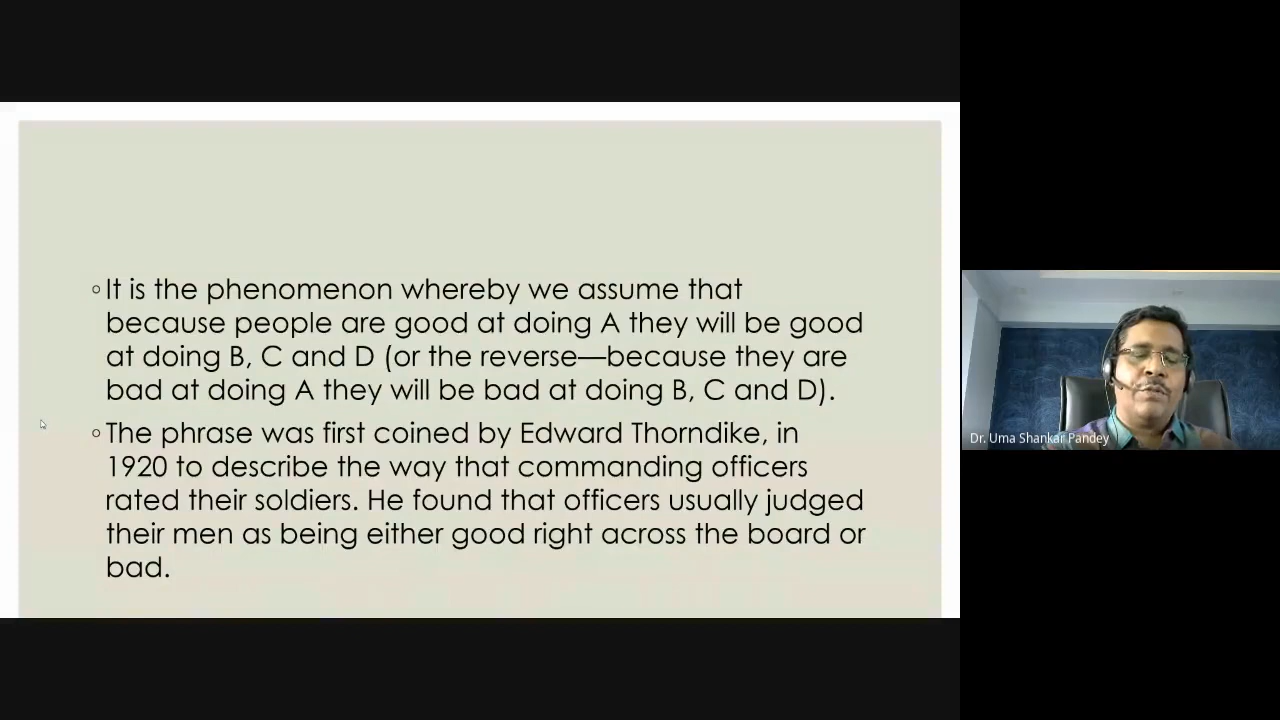 ◦It is the phenomenon whereby we assume that
because people are good at doing A they will be good
at doing B, C and D (or the reverse—because they are
bad at doing A they will be bad at doing B, C and D).
◦The phrase was first coined by Edward Thorndike, in
1920 to describe the way that commanding officers
rated their soldiers. He found that officers usually judged
their men as being either good right across the board or
bad.
Dr. Uma Shankar Pandey